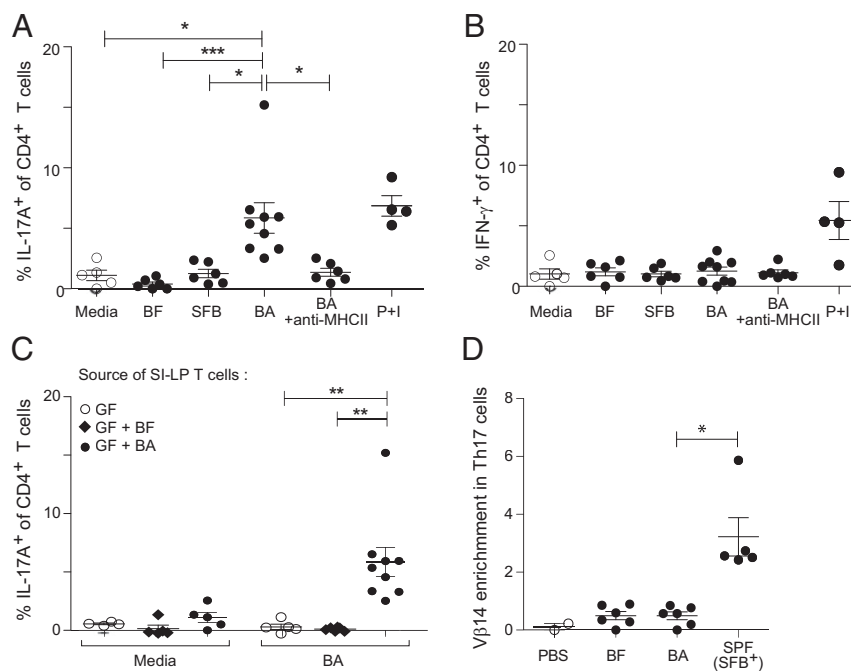 A
20
10
0
% IL-17A⁺ of CD4⁺ T cells
*
***
*
*
Media
BF
SFB
BA
BA
+anti-MHCII
P+I
B
20
10
0
% IFN-γ⁺ of CD4⁺ T cells
Media
BF
SFB
BA
BA
+anti-MHCII
P+I
C
Source of SI-LP T cells :
GF
GF + BF
GF + BA
20
10
5
0
% IL-17A⁺ of CD4⁺ T cells
**
**
Media
BA
D
8
6
4
2
0
Vβ14 enrichmment in Th17 cells
*
PBS
BF
BA
SPF
(SFB⁺)